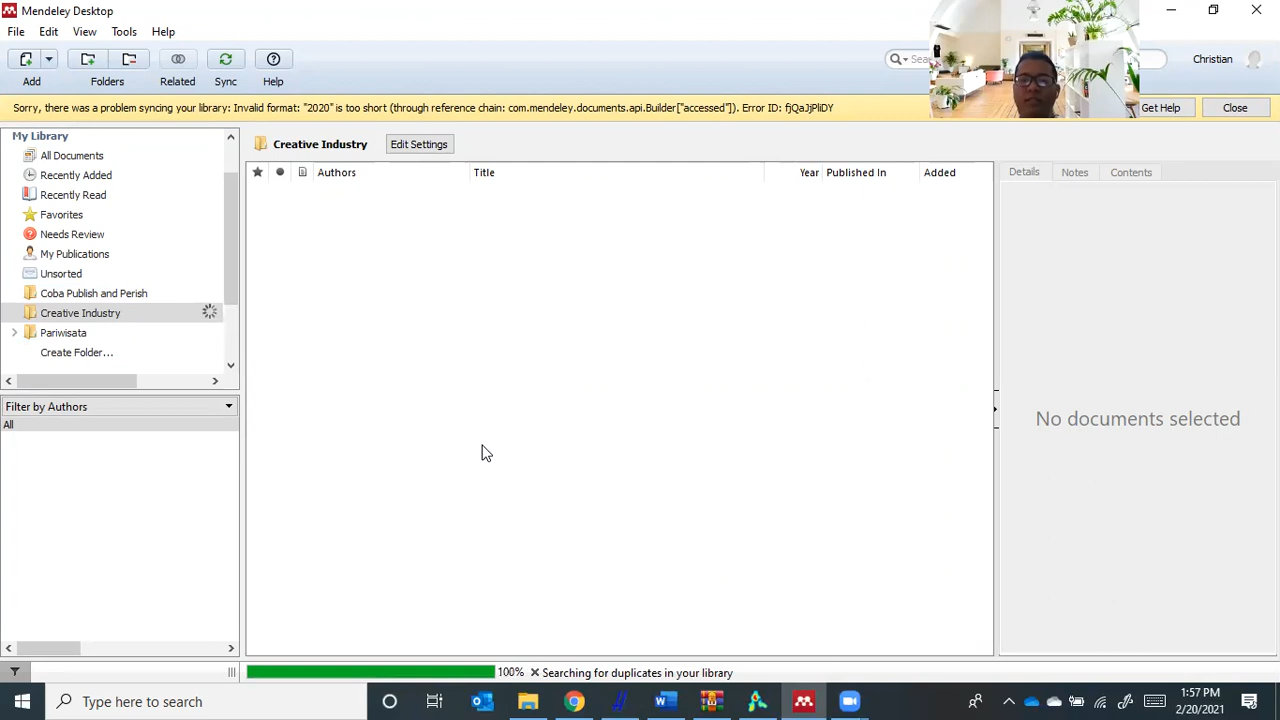 Mendeley Desktop
File Edit View Tools Help
Add Folders Related Sync Help
Sea
Christian
Sorry, there was a problem syncing your library: Invalid format: "2020" is too short (through reference chain: com.mendeley.documents.api.Builder["accessed"]). Error ID: fjQaJjPliDY
Get Help Close
My Library
All Documents
Recently Added
Recently Read
Favorites
Needs Review
My Publications
Unsorted
Coba Publish and Perish
Creative Industry
Pariwisata
Create Folder...
Filter by Authors
All
Creative Industry Edit Settings
Authors Title Year Published In Added
Details Notes Contents
No documents selected
100% Searching for duplicates in your library
Type here to search
1:57 PM
2/20/2021